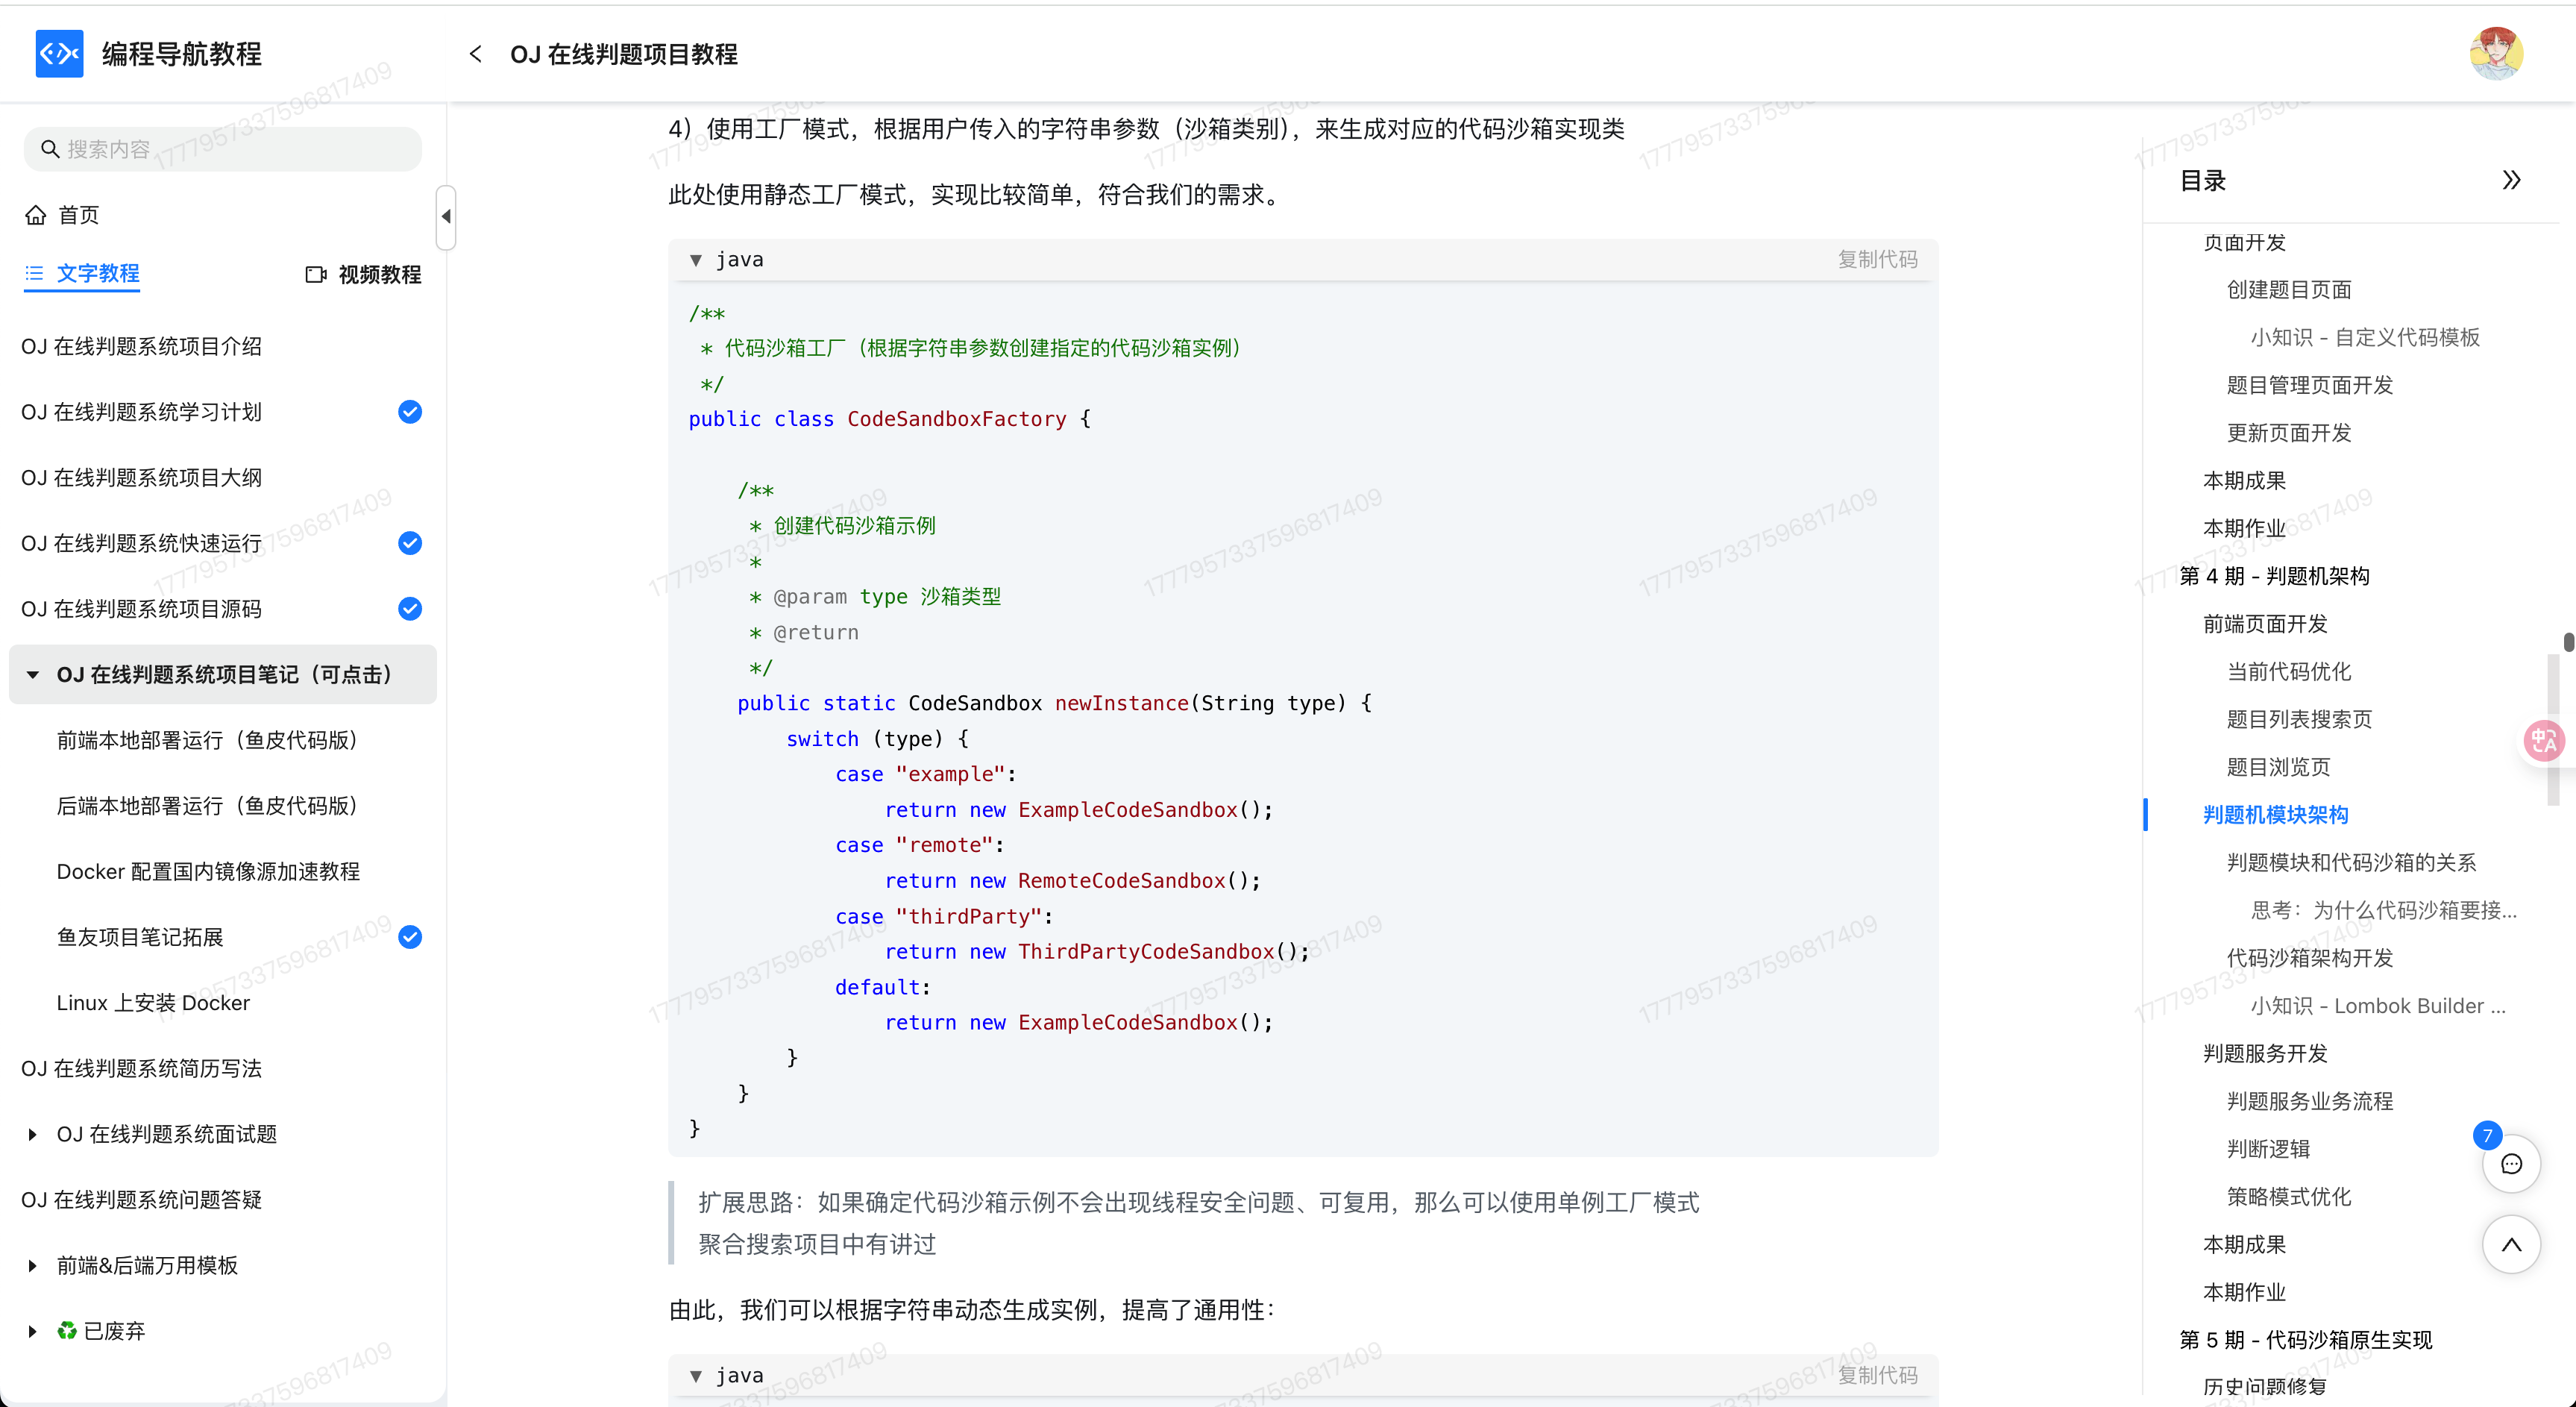 编程导航教程
OJ 在线判题项目教程
搜索内容
首页
文字教程
视频教程
OJ 在线判题系统项目介绍
OJ 在线判题系统学习计划
OJ 在线判题系统项目大纲
OJ 在线判题系统快速运行
OJ 在线判题系统项目源码
OJ 在线判题系统项目笔记（可点击）
前端本地部署运行（鱼皮代码版）
后端本地部署运行（鱼皮代码版）
Docker 配置国内镜像源加速教程
鱼友项目笔记拓展
Linux 上安装 Docker
OJ 在线判题系统简历写法
OJ 在线判题系统面试题
OJ 在线判题系统问题答疑
前端&后端万用模板
♻️ 已废弃
4）使用工厂模式，根据用户传入的字符串参数（沙箱类别），来生成对应的代码沙箱实现类
此处使用静态工厂模式，实现比较简单，符合我们的需求。
▼ java
复制代码
/**
 * 代码沙箱工厂（根据字符串参数创建指定的代码沙箱实例）
 */
public class CodeSandboxFactory {
    /**
     * 创建代码沙箱示例
     *
     * @param type 沙箱类型
     * @return
     */
    public static CodeSandbox newInstance(String type) {
        switch (type) {
            case "example":
                return new ExampleCodeSandbox();
            case "remote":
                return new RemoteCodeSandbox();
            case "thirdParty":
                return new ThirdPartyCodeSandbox();
            default:
                return new ExampleCodeSandbox();
        }
    }
}
扩展思路：如果确定代码沙箱示例不会出现线程安全问题、可复用，那么可以使用单例工厂模式
聚合搜索项目中有讲过
由此，我们可以根据字符串动态生成实例，提高了通用性：
▼ java
复制代码
目录
页面开发
创建题目页面
小知识 - 自定义代码模板
题目管理页面开发
更新页面开发
本期成果
本期作业
第 4 期 - 判题机架构
前端页面开发
当前代码优化
题目列表搜索页
题目浏览页
判题机模块架构
判题模块和代码沙箱的关系
思考：为什么代码沙箱要接...
代码沙箱架构开发
小知识 - Lombok Builder ...
判题服务开发
判题服务业务流程
判断逻辑
策略模式优化
本期成果
本期作业
第 5 期 - 代码沙箱原生实现
历史问题修复
7
中A
1777957337596817409